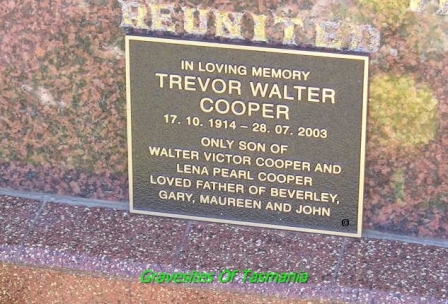 REUNITED
IN LOVING MEMORY
TREVOR WALTER
COOPER
17. 10. 1914 – 28. 07. 2003
ONLY SON OF
WALTER VICTOR COOPER AND
LENA PEARL COOPER
LOVED FATHER OF BEVERLEY,
GARY, MAUREEN AND JOHN
Gravesites Of Tasmania